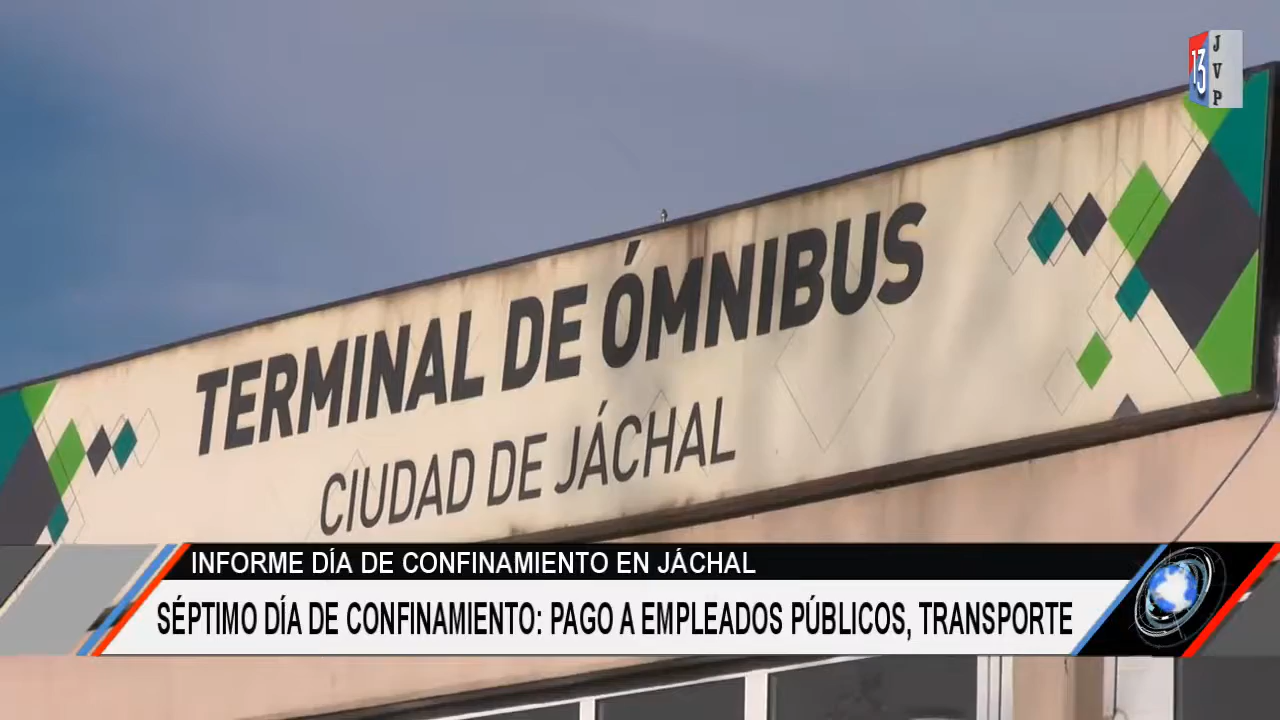 13
JVP
TERMINAL DE ÓMNIBUS
CIUDAD DE JÁCHAL
INFORME DÍA DE CONFINAMIENTO EN JÁCHAL
SÉPTIMO DÍA DE CONFINAMIENTO: PAGO A EMPLEADOS PÚBLICOS, TRANSPORTE